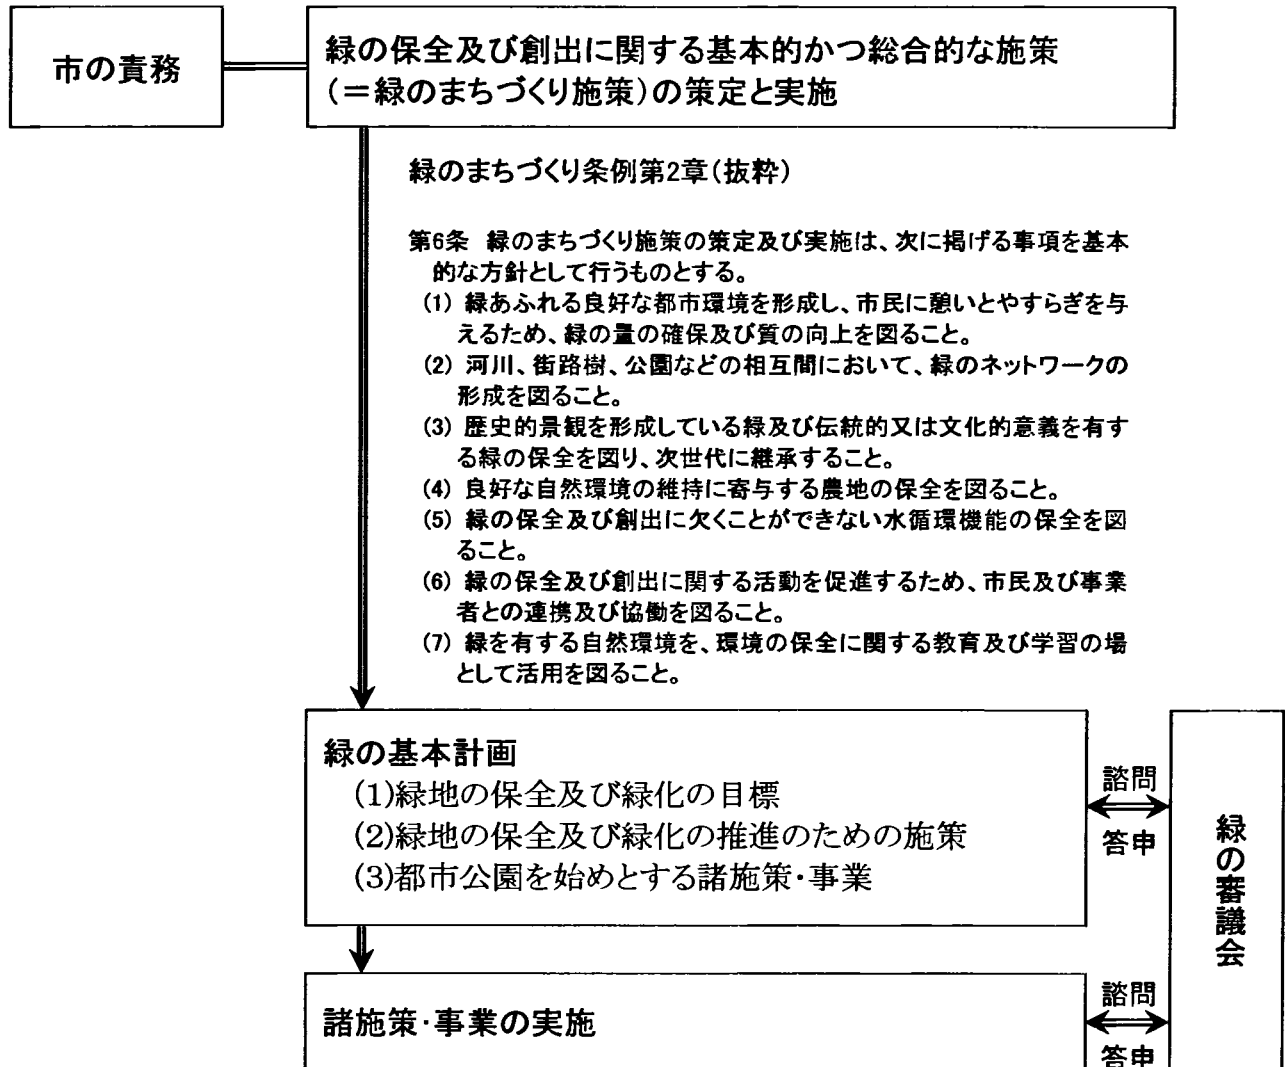 市の責務
緑の保全及び創出に関する基本的かつ総合的な施策
(＝緑のまちづくり施策)の策定と実施
緑のまちづくり条例第2章(抜粋)
第6条 緑のまちづくり施策の策定及び実施は、次に掲げる事項を基本
的な方針として行うものとする。
(1) 緑あふれる良好な都市環境を形成し、市民に憩いとやすらぎを与
えるため、緑の量の確保及び質の向上を図ること。
(2) 河川、街路樹、公園などの相互間において、緑のネットワークの
形成を図ること。
(3) 歴史的景観を形成している緑及び伝統的又は文化的意義を有す
る緑の保全を図り、次世代に継承すること。
(4) 良好な自然環境の維持に寄与する農地の保全を図ること。
(5) 緑の保全及び創出に欠くことができない水循環機能の保全を図
ること。
(6) 緑の保全及び創出に関する活動を促進するため、市民及び事業
者との連携及び協働を図ること。
(7) 緑を有する自然環境を、環境の保全に関する教育及び学習の場
として活用を図ること。
緑の基本計画
(1)緑地の保全及び緑化の目標
(2)緑地の保全及び緑化の推進のための施策
(3)都市公園を始めとする諸施策・事業
諮問
答申
緑の審議会
諸施策・事業の実施
諮問
答申